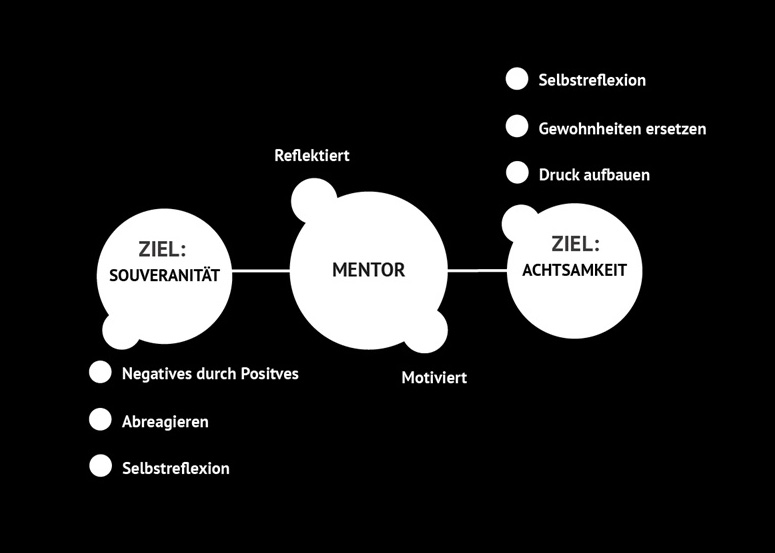 Selbstreflexion
Gewohnheiten ersetzen
Druck aufbauen
Reflektiert
ZIEL:
SOUVERANITÄT
MENTOR
ZIEL:
ACHTSAMKEIT
Negatives durch Positves
Motiviert
Abreagieren
Selbstreflexion